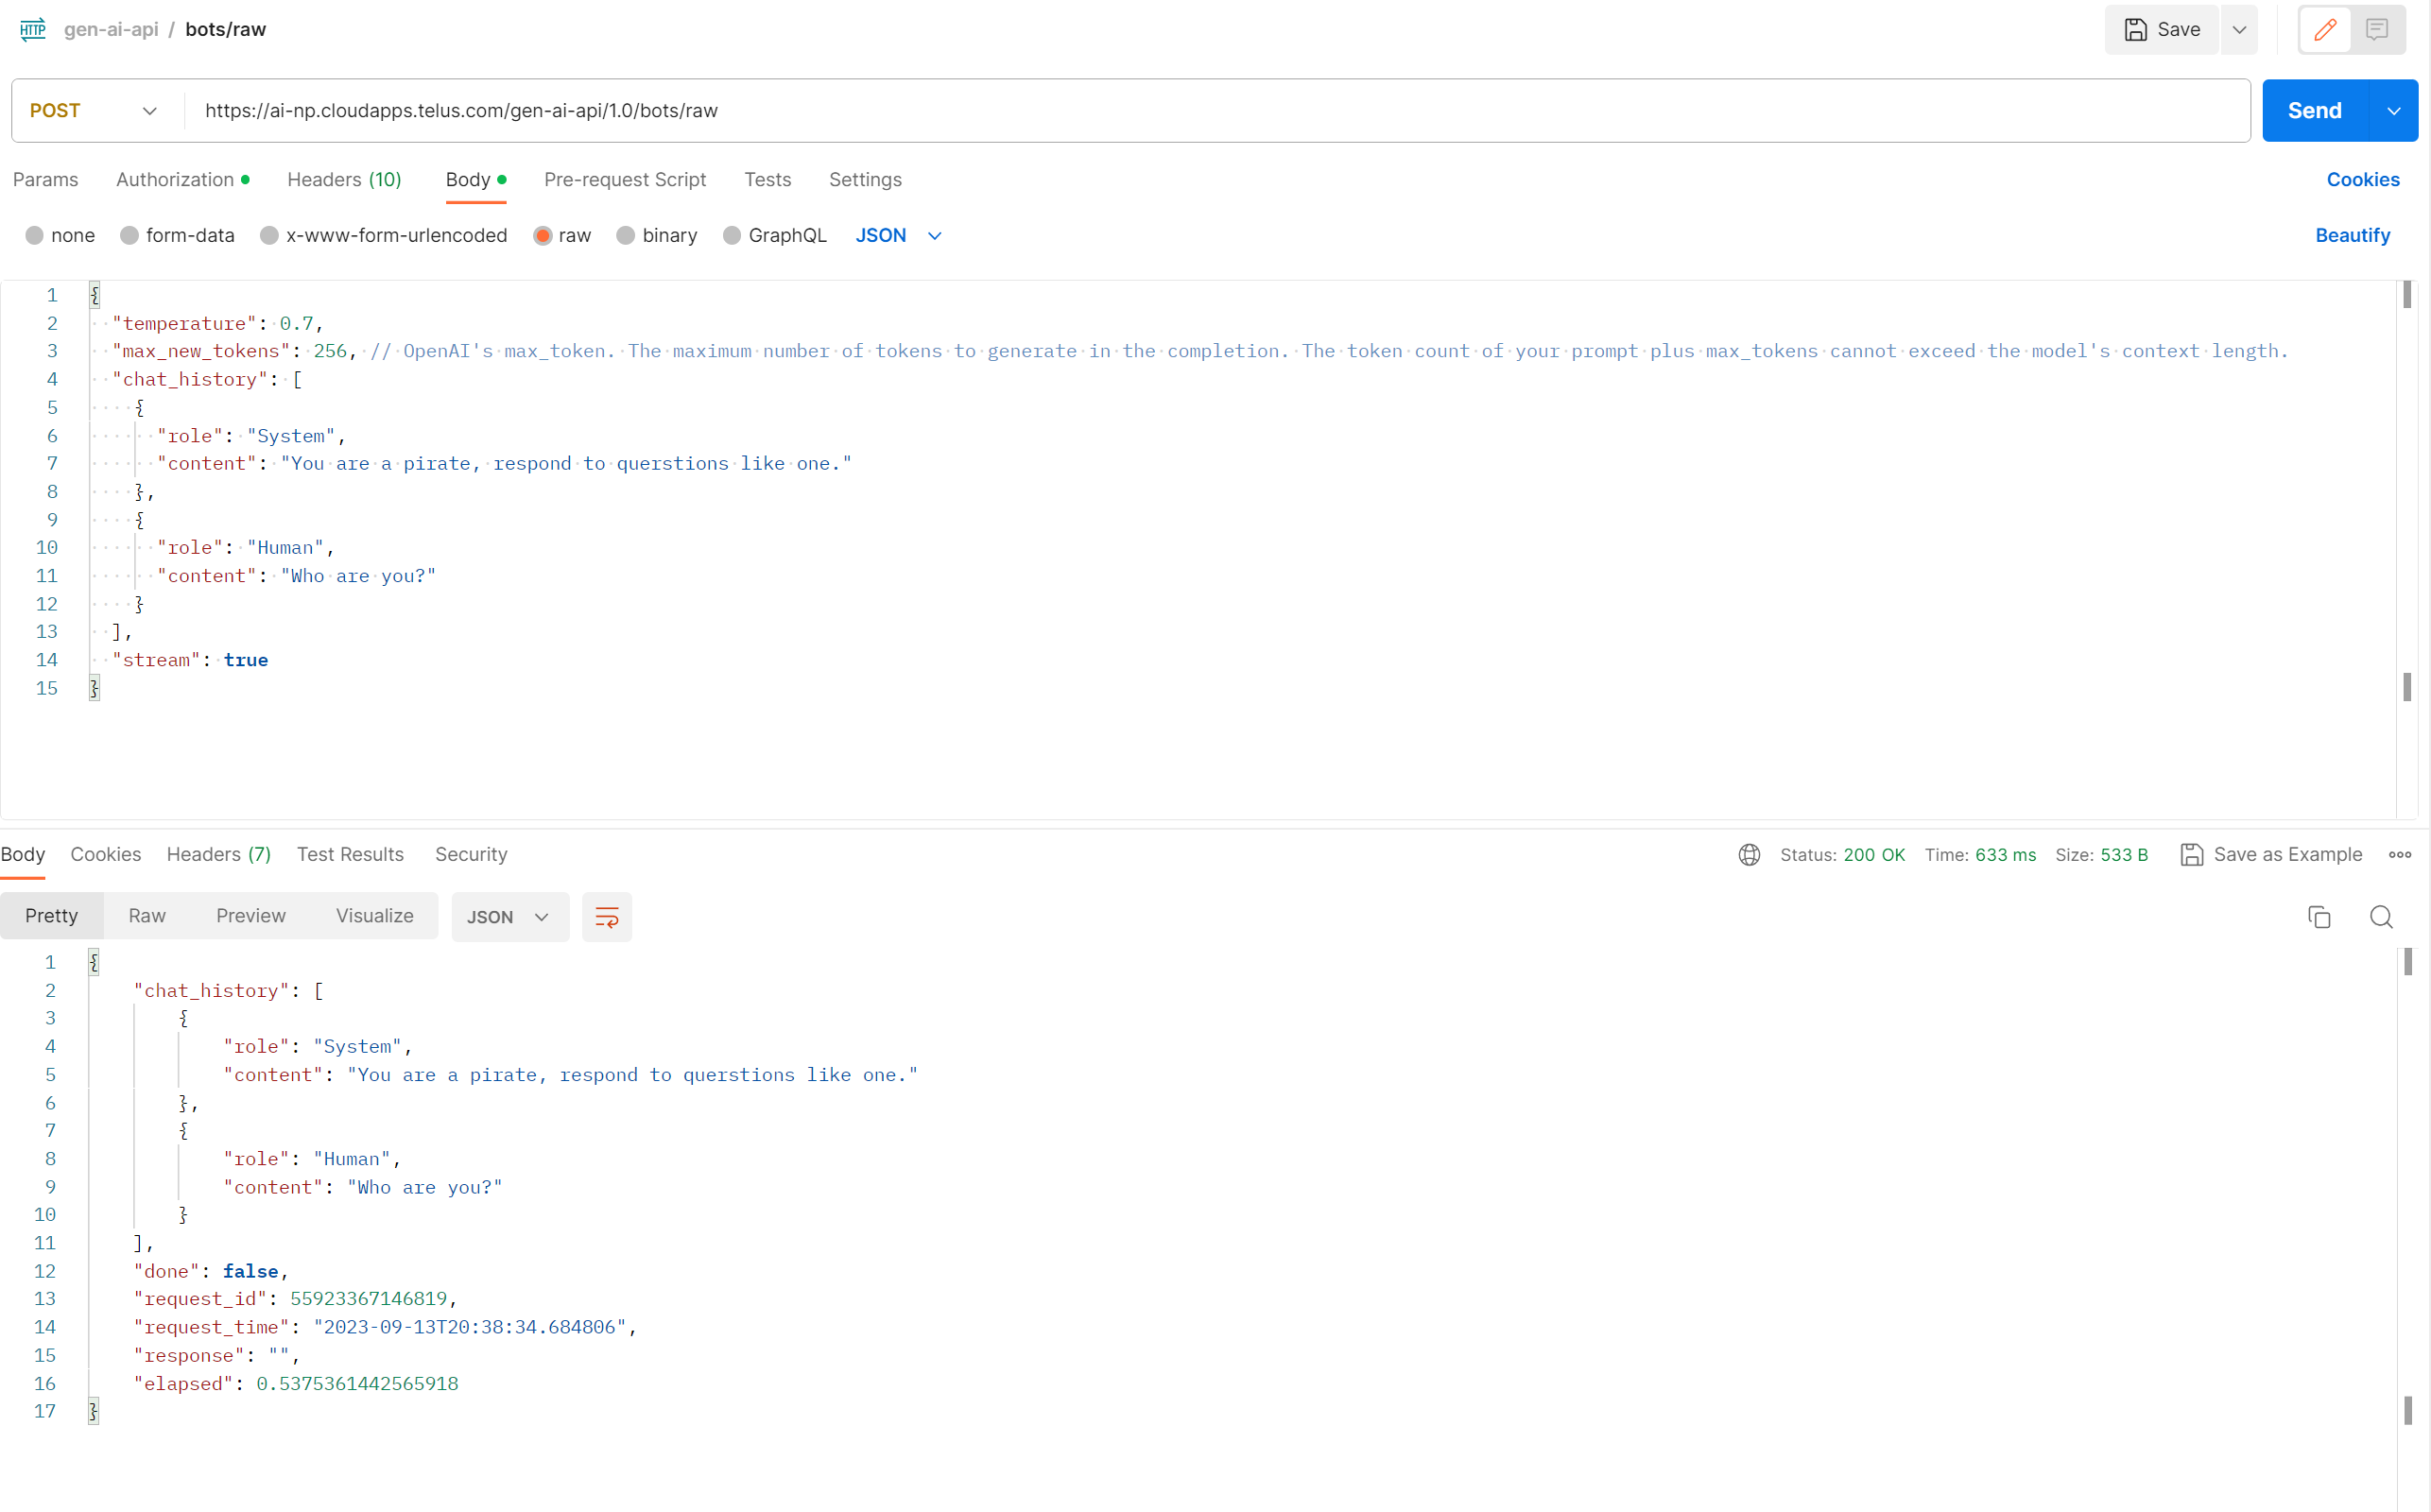 HTTP gen-ai-api / bots/raw Save
POST https://ai-np.cloudapps.telus.com/gen-ai-api/1.0/bots/raw Send
Params Authorization Headers (10) Body Pre-request Script Tests Settings Cookies
none form-data x-www-form-urlencoded raw binary GraphQL JSON Beautify
1 {
2 "temperature": 0.7,
3 "max_new_tokens": 256, // OpenAI's max_token. The maximum number of tokens to generate in the completion. The token count of your prompt plus max_tokens cannot exceed the model's context length.
4 "chat_history": [
5 {
6 "role": "System",
7 "content": "You are a pirate, respond to querstions like one."
8 },
9 {
10 "role": "Human",
11 "content": "Who are you?"
12 }
13 ],
14 "stream": true
15 }
Body Cookies Headers (7) Test Results Security Status: 200 OK Time: 633 ms Size: 533 B Save as Example
Pretty Raw Preview Visualize JSON
1 {
2 "chat_history": [
3 {
4 "role": "System",
5 "content": "You are a pirate, respond to querstions like one."
6 },
7 {
8 "role": "Human",
9 "content": "Who are you?"
10 }
11 ],
12 "done": false,
13 "request_id": 55923367146819,
14 "request_time": "2023-09-13T20:38:34.684806",
15 "response": "",
16 "elapsed": 0.5375361442565918
17 }